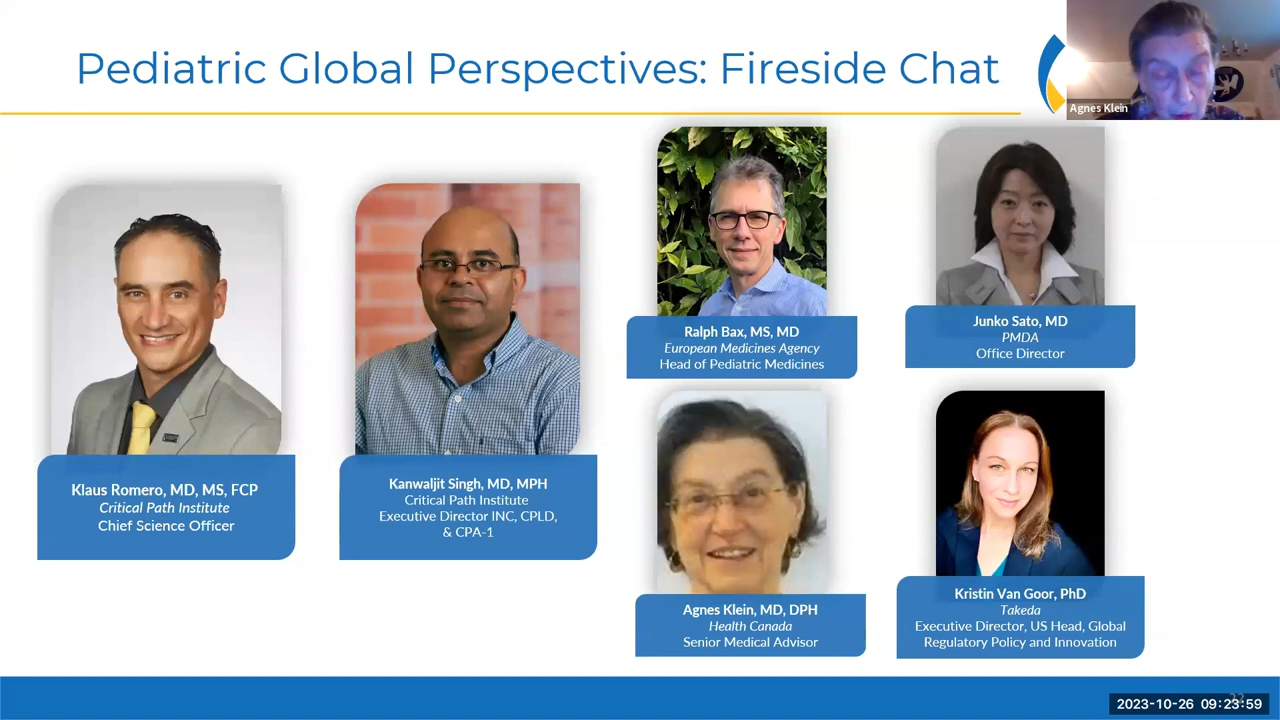 Pediatric Global Perspectives: Fireside Chat
Agnes Klein
Klaus Romero, MD, MS, FCP
Critical Path Institute
Chief Science Officer
Kanwaljit Singh, MD, MPH
Critical Path Institute
Executive Director INC, CPLD,
& CPA-1
Ralph Bax, MS, MD
European Medicines Agency
Head of Pediatric Medicines
Junko Sato, MD
PMDA
Office Director
Agnes Klein, MD, DPH
Health Canada
Senior Medical Advisor
Kristin Van Goor, PhD
Takeda
Executive Director, US Head, Global
Regulatory Policy and Innovation
2023-10-26 09:23:59